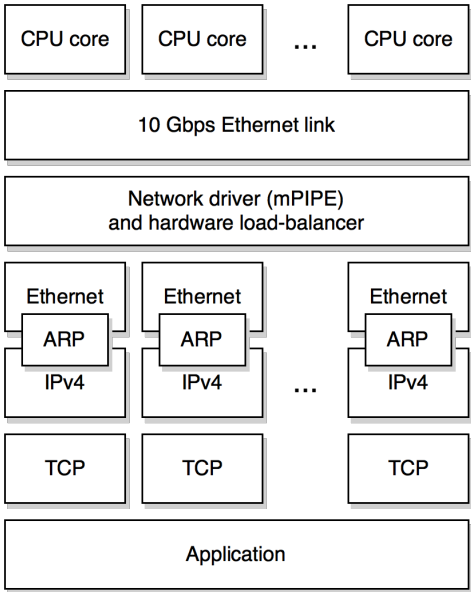 CPU core CPU core ... CPU core
10 Gbps Ethernet link
Network driver (mPIPE)
and hardware load-balancer
Ethernet Ethernet Ethernet
ARP ARP ARP
IPv4 IPv4 ... IPv4
TCP TCP TCP
Application